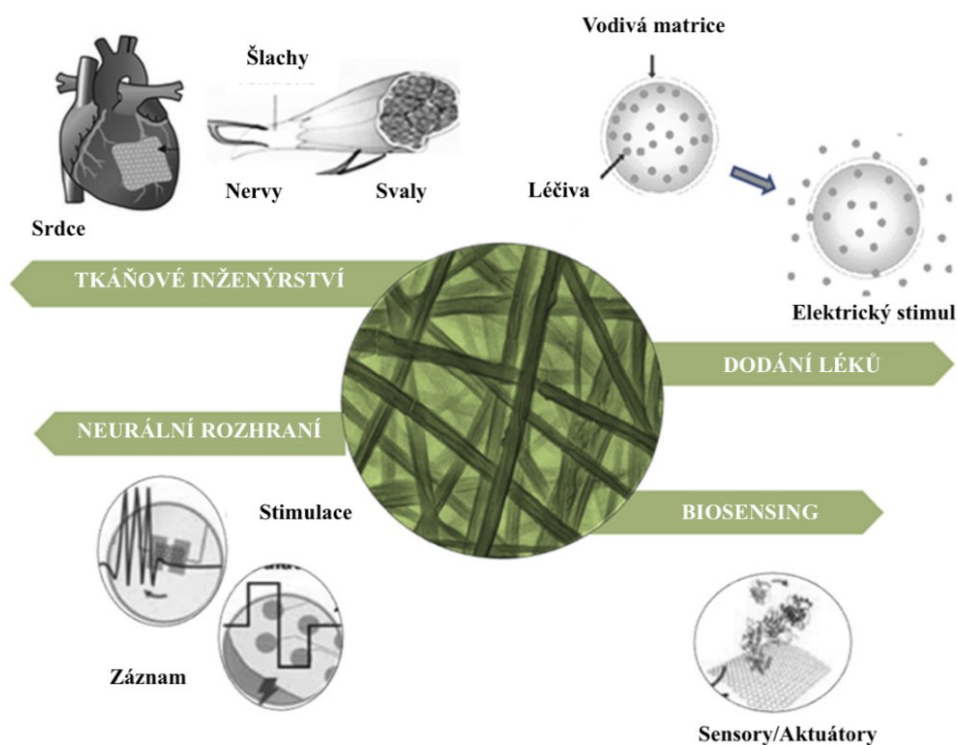 Vodivá matrice
Šlachy
Nervy
Svaly
Léčiva
Srdce
TKÁŇOVÉ INŽENÝRSTVÍ
Elektrický stimul
DODÁNÍ LÉKŮ
NEURÁLNÍ ROZHRANÍ
Stimulace
BIOSENSING
Záznam
Sensory/Aktuátory